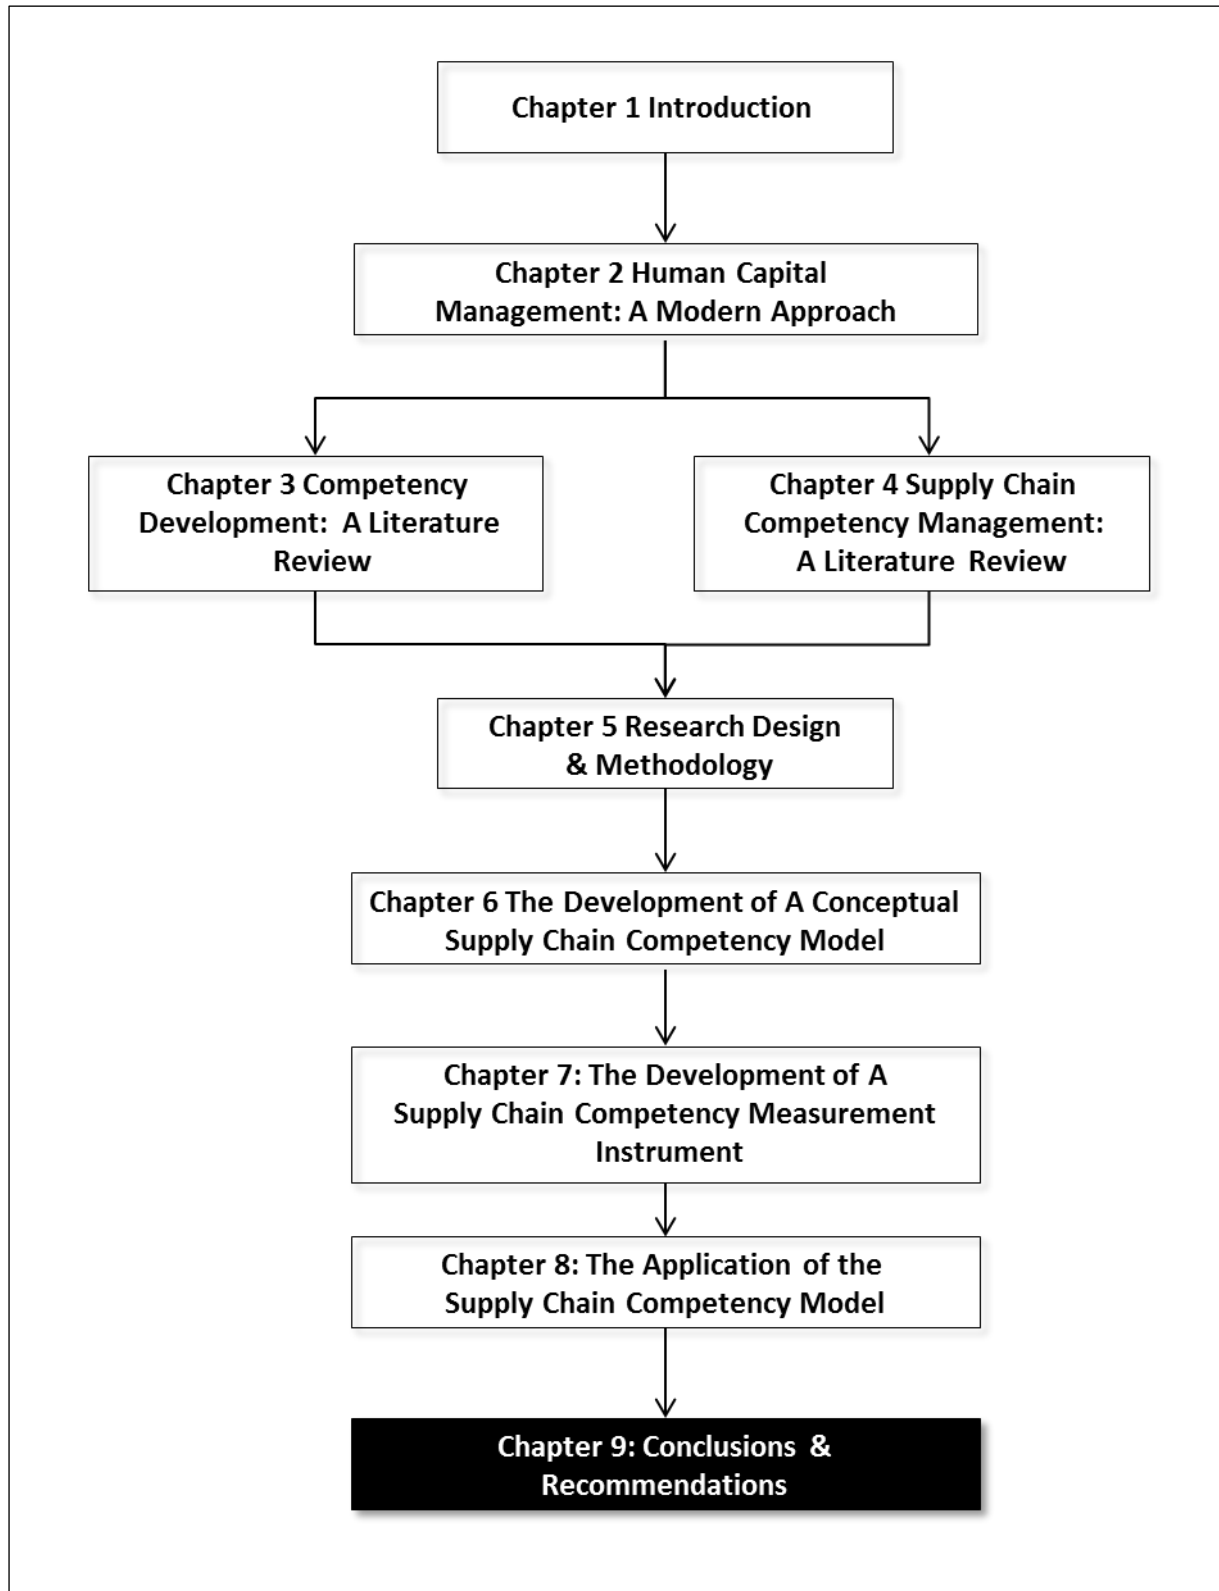 Chapter 1 Introduction
Chapter 2 Human Capital
Management: A Modern Approach
Chapter 3 Competency
Development: A Literature
Review
Chapter 4 Supply Chain
Competency Management:
A Literature Review
Chapter 5 Research Design
& Methodology
Chapter 6 The Development of A Conceptual
Supply Chain Competency Model
Chapter 7: The Development of A
Supply Chain Competency Measurement
Instrument
Chapter 8: The Application of the
Supply Chain Competency Model
Chapter 9: Conclusions &
Recommendations